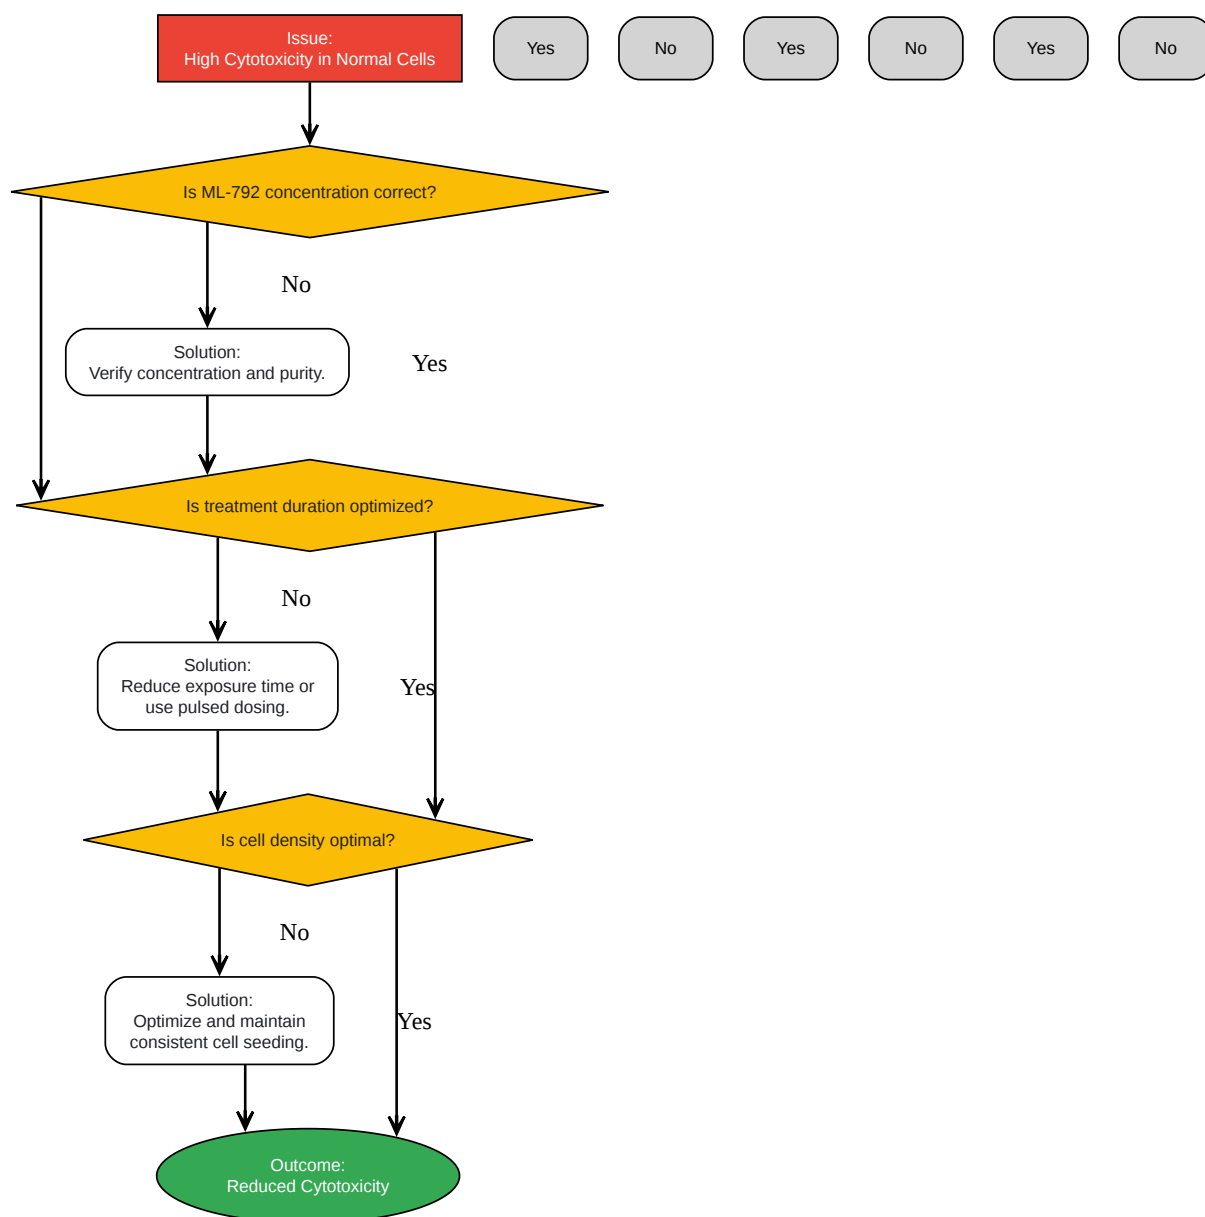 Issue:
High Cytotoxicity in Normal Cells
Yes
No
Yes
No
Yes
No
Is ML-792 concentration correct?
No
Solution:
Verify concentration and purity.
Yes
Is treatment duration optimized?
No
Solution:
Reduce exposure time or
use pulsed dosing.
Yes
Is cell density optimal?
No
Solution:
Optimize and maintain
consistent cell seeding.
Yes
Outcome:
Reduced Cytotoxicity